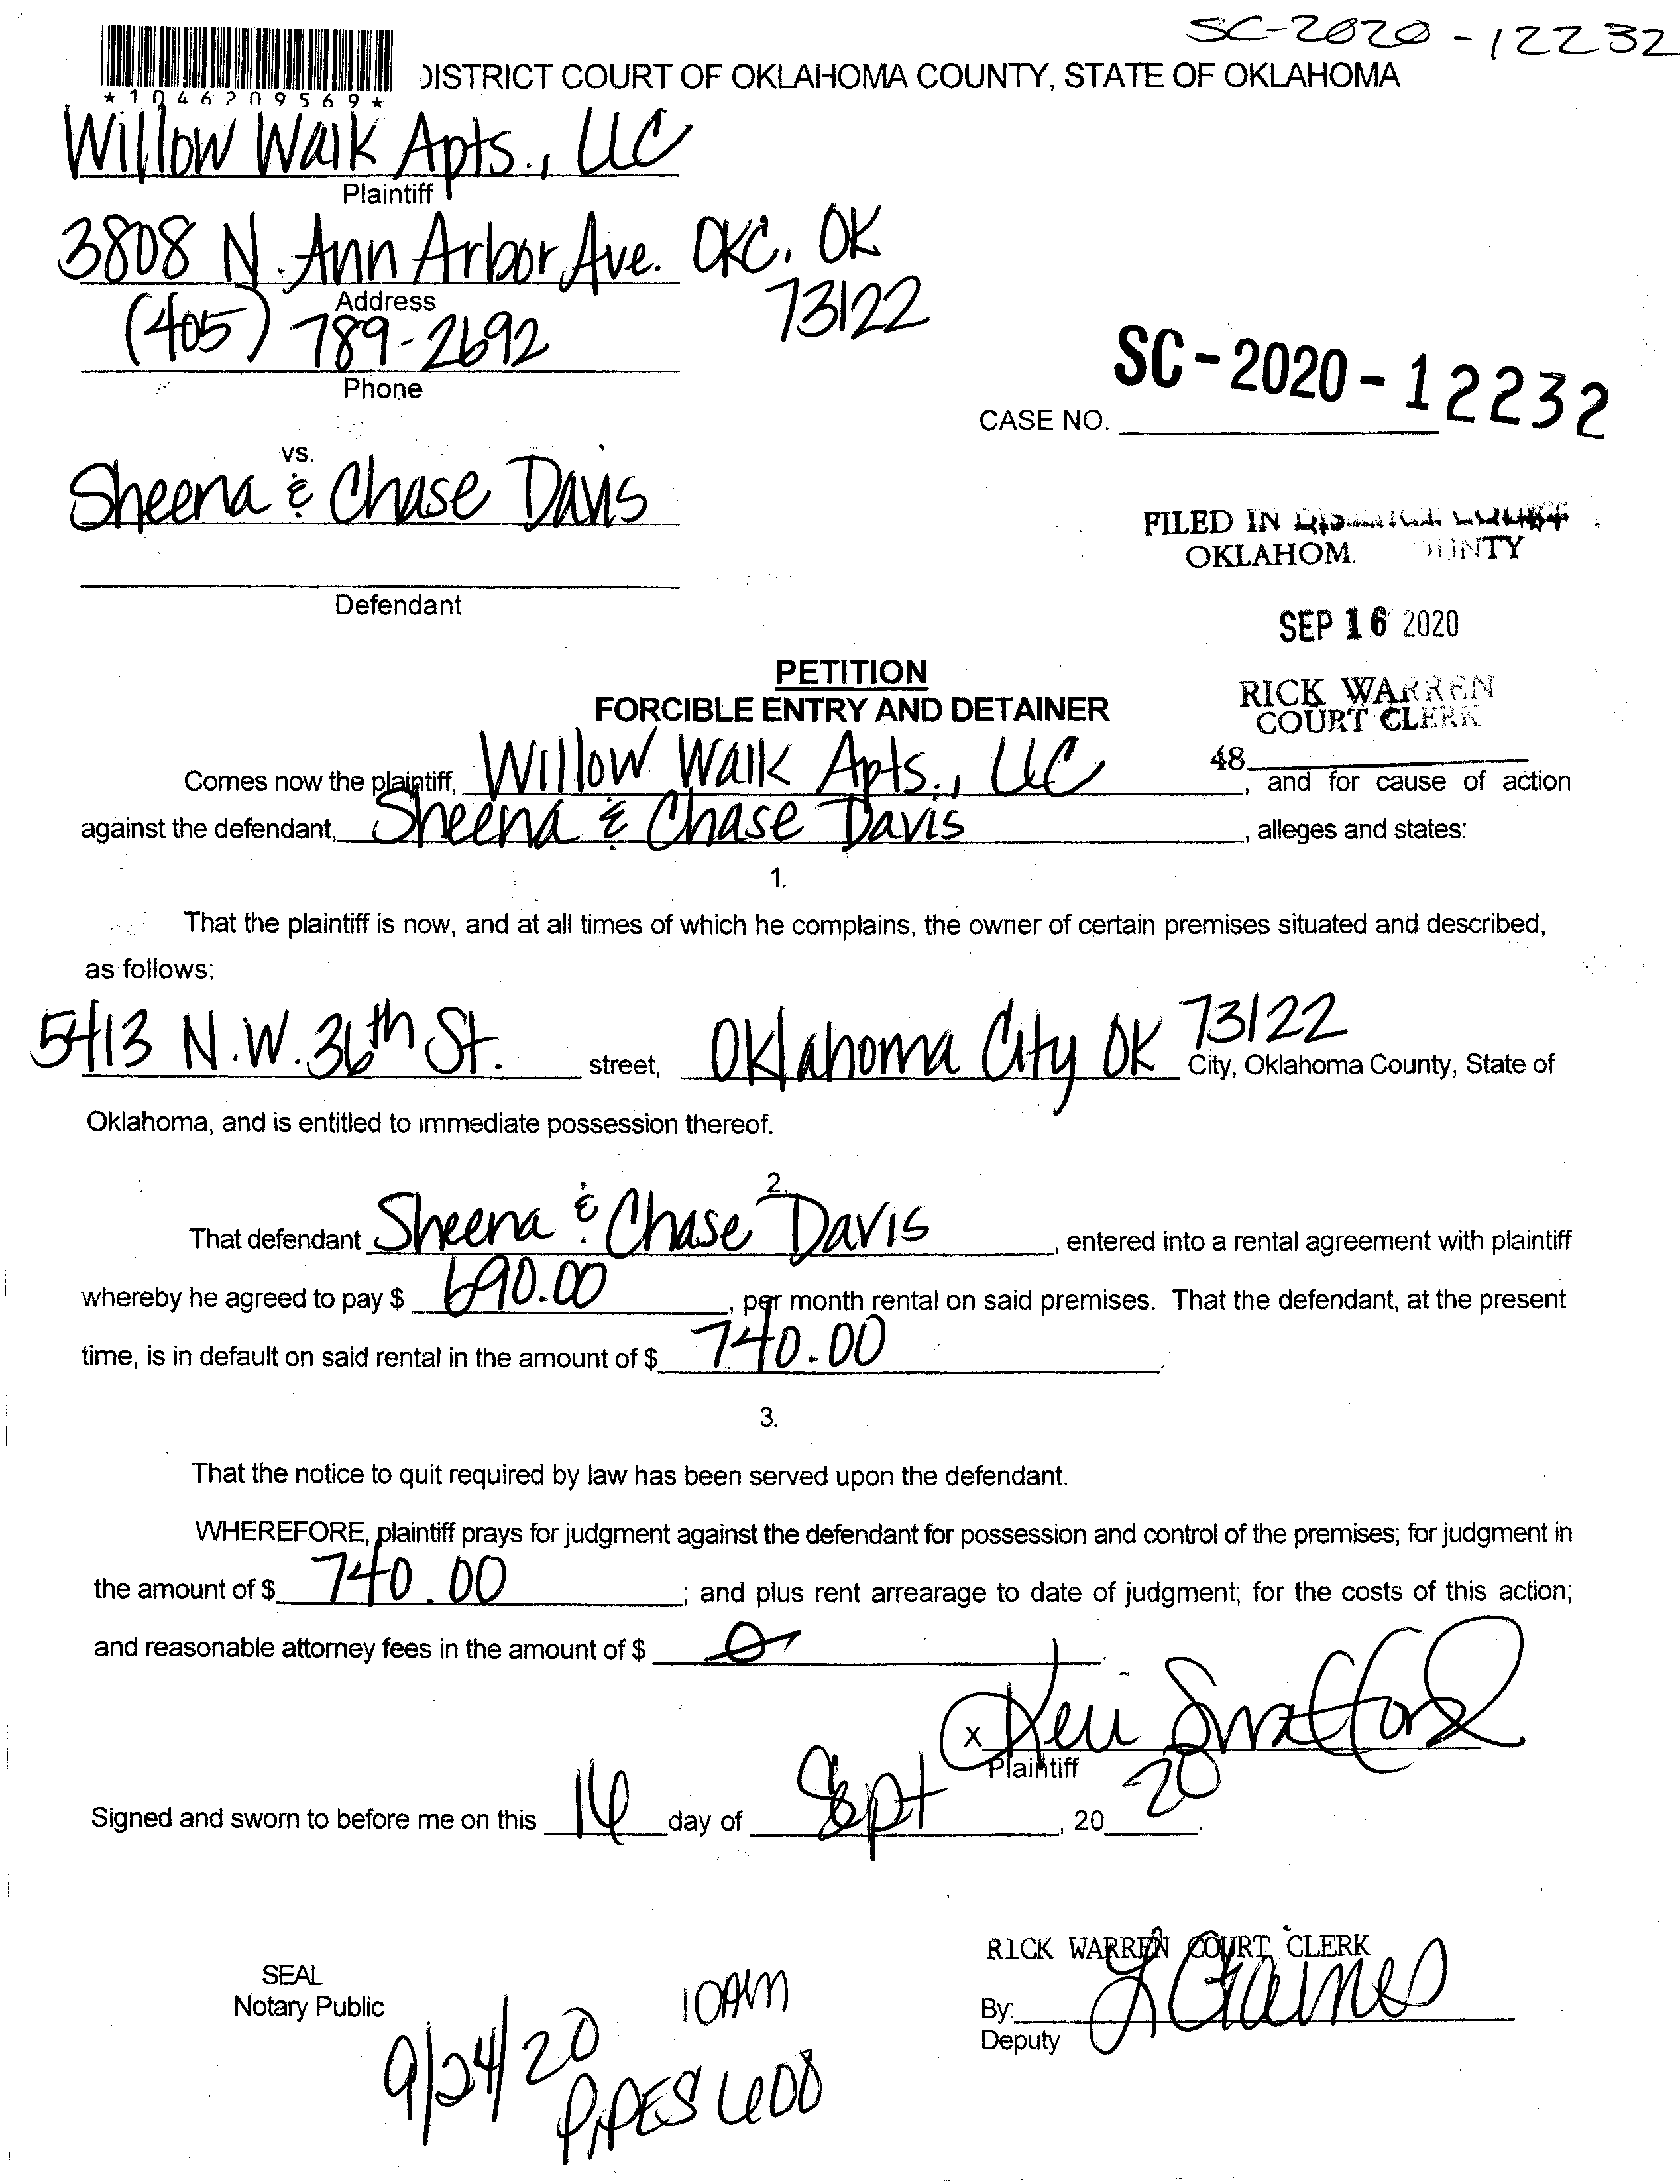 SC-2020-12232
*1046209569*
DISTRICT COURT OF OKLAHOMA COUNTY, STATE OF OKLAHOMA
Willow Walk Apts., LLC
Plaintiff
3808 N. Ann Arbor Ave. OKC, OK
73122
Address
(405) 789-2692
Phone
SC-2020-12232
CASE NO.
vs.
Sheena & Chase Davis
Defendant
FILED IN DISTRICT COURT
OKLAHOM. COUNTY
SEP 16 2020
RICK WARREN
COURT CLERK
48
PETITION
FORCIBLE ENTRY AND DETAINER
Comes now the plaintiff, Willow Walk Apts., LLC, and for cause of action
against the defendant, Sheena & Chase Davis, alleges and states:
1.
That the plaintiff is now, and at all times of which he complains, the owner of certain premises situated and described,
as follows:
5413 N.W. 36th St. street, Oklahoma City OK 73122 City, Oklahoma County, State of
Oklahoma, and is entitled to immediate possession thereof.
2.
That defendant Sheena & Chase Davis, entered into a rental agreement with plaintiff
whereby he agreed to pay $ 690.00, per month rental on said premises. That the defendant, at the present
time, is in default on said rental in the amount of $ 740.00.
3.
That the notice to quit required by law has been served upon the defendant.
WHEREFORE, plaintiff prays for judgment against the defendant for possession and control of the premises; for judgment in
the amount of $ 740.00; and plus rent arrearage to date of judgment; for the costs of this action;
and reasonable attorney fees in the amount of $ 0.
x Keri
Plaintiff
Signed and sworn to before me on this 16 day of Sept, 20 20.
RICK WARREN COURT CLERK
SEAL
Notary Public
By:
Deputy
10AM
9/24/20